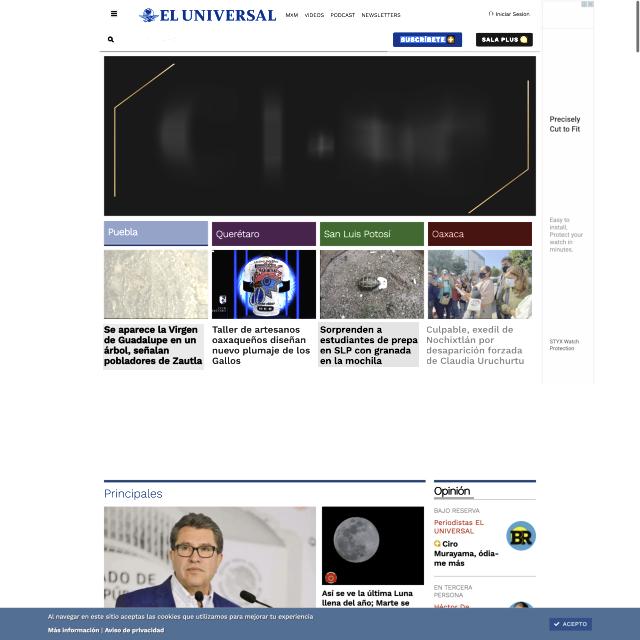 EL UNIVERSAL
MXM VIDEOS PODCAST NEWSLETTERS
Iniciar Sesion
SUSCRÍBETE
SALA PLUS
Precisely
Cut to Fit
Easy to
install,
Protect your
watch in
minutes.
STYX Watch
Protection
Puebla
Se aparece la Virgen
de Guadalupe en un
árbol, señalan
pobladores de Zautla
Querétaro
Taller de artesanos
oaxaqueños diseñan
nuevo plumaje de los
Gallos
San Luis Potosí
Sorprenden a
estudiantes de prepa
en SLP con granada
en la mochila
Oaxaca
Culpable, exedil de
Nochixtlán por
desaparición forzada
de Claudia Uruchurtu
Principales
Así se ve la última Luna
llena del año; Marte se
Opinión
BAJO RESERVA
Periodistas EL
UNIVERSAL
Ciro
Murayama, ódia-
me más
BR
EN TERCERA
PERSONA
Héctor De
Al navegar en este sitio aceptas las cookies que utilizamos para mejorar tu experiencia
Más información | Aviso de privacidad
ACEPTO